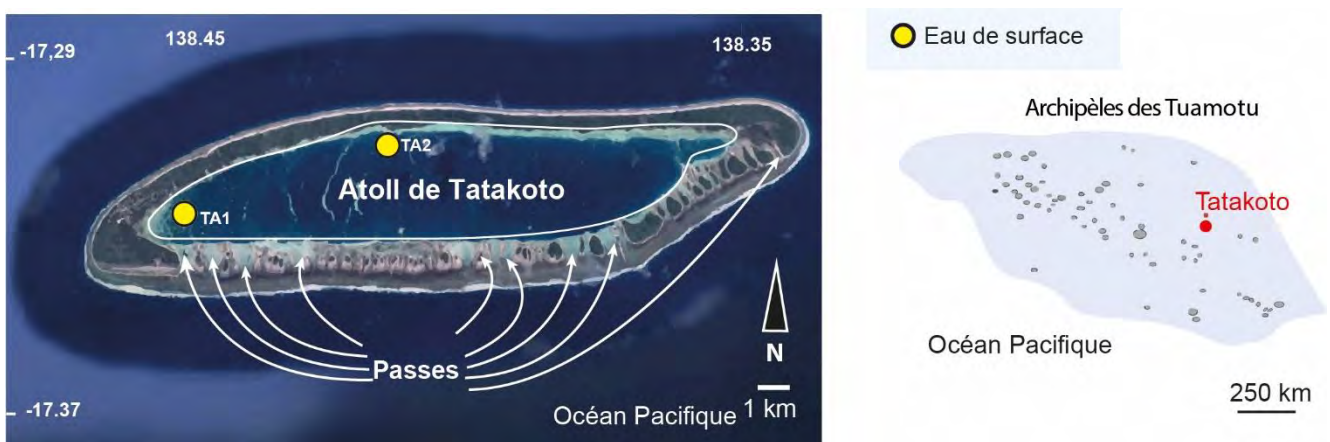 138.45
138.35
-17,29
TA2
Atoll de Tatakoto
TA1
Passes
N
-17.37
Océan Pacifique
1 km
Eau de surface
Archipèles des Tuamotu
Tatakoto
Océan Pacifique
250 km